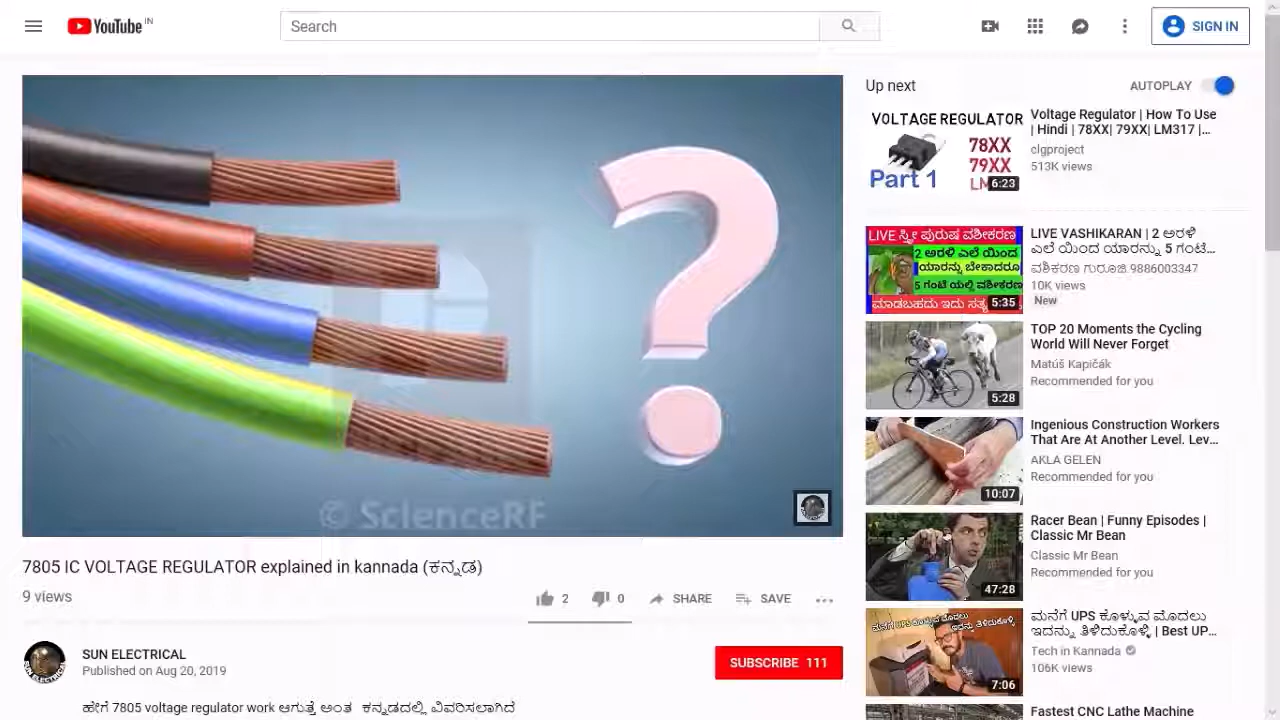 YouTube IN
Search
SIGN IN
© ScienceRF
7805 IC VOLTAGE REGULATOR explained in kannada (ಕನ್ನಡ)
9 views
2
0
SHARE
SAVE
SUN ELECTRICAL
Published on Aug 20, 2019
SUBSCRIBE 111
ಹೇಗೆ 7805 voltage regulator work ಆಗುತ್ತೆ ಅಂತ ಕನ್ನಡದಲ್ಲಿ ವಿವರಿಸಲಾಗಿದೆ
Up next
AUTOPLAY
VOLTAGE REGULATOR
78XX
79XX
Part 1
LM
6:23
Voltage Regulator | How To Use
| Hindi | 78XX| 79XX| LM317 |...
clgproject
513K views
LIVE ಸ್ತ್ರೀ ಪುರುಷ ವಶೀಕರಣ
2 ಅರಳಿ ಎಲೆ ಯಿಂದ
ಯಾರನ್ನು ಬೇಕಾದರೂ
5 ಗಂಟೆ ಯಲ್ಲಿ ವಶೀಕರಣ
ಮಾಡಬಹದು ಇದು ಸತ್ಯ
5:35
LIVE VASHIKARAN | 2 ಅರಳಿ
ಎಲೆ ಯಿಂದ ಯಾರನ್ನು 5 ಗಂಟೆ...
ವಶಿಕರಣ ಗುರೂಜಿ.9886003347
10K views
New
5:28
TOP 20 Moments the Cycling
World Will Never Forget
Matúš Kapičák
Recommended for you
10:07
Ingenious Construction Workers
That Are At Another Level. Lev...
AKLA GELEN
Recommended for you
47:28
Racer Bean | Funny Episodes |
Classic Mr Bean
Classic Mr Bean
Recommended for you
ಮನೆಗೆ UPS ಕೊಳ್ಳುವ ಮೊದಲು
ಇದನ್ನು ತಿಳಿದುಕೊಳ್ಳಿ
7:06
ಮನೆಗೆ UPS ಕೊಳ್ಳುವ ಮೊದಲು
ಇದನ್ನು ತಿಳಿದುಕೊಳ್ಳಿ | Best UP...
Tech in Kannada
106K views
Fastest CNC Lathe Machine